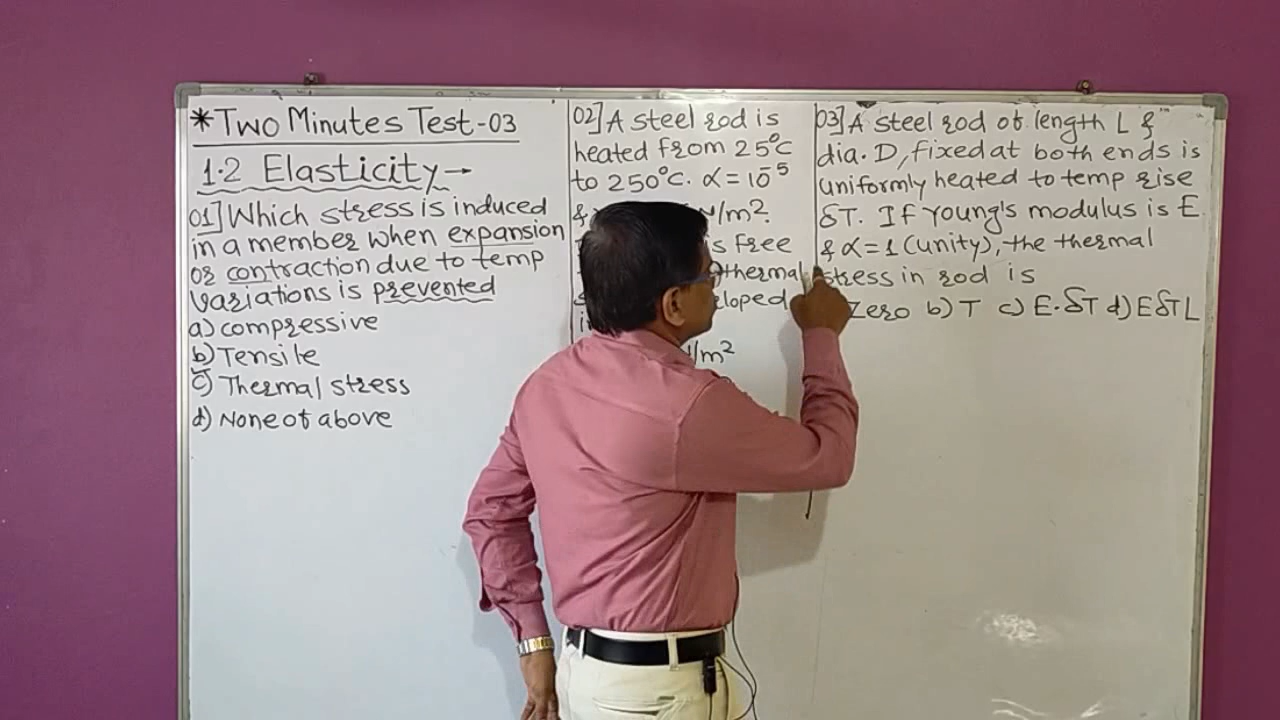 *Two Minutes Test-03
1.2 Elasticity→
01] Which stress is induced
in a member when expansion
or contraction due to temp
variations is prevented
a) compressive
b) Tensile
c) Thermal stress
d) None of above
02] A steel rod is
heated from 25°C
to 250°C. α = 10⁻⁵
& N/m².
is free
thermal
in N/m²
03] A steel rod of length L &
dia. D, fixed at both ends is
uniformly heated to temp rise
δT. If Young's modulus is E
& α = 1 (unity), the thermal
stress in rod is
Zero b) T c) E.δT d) EδTL